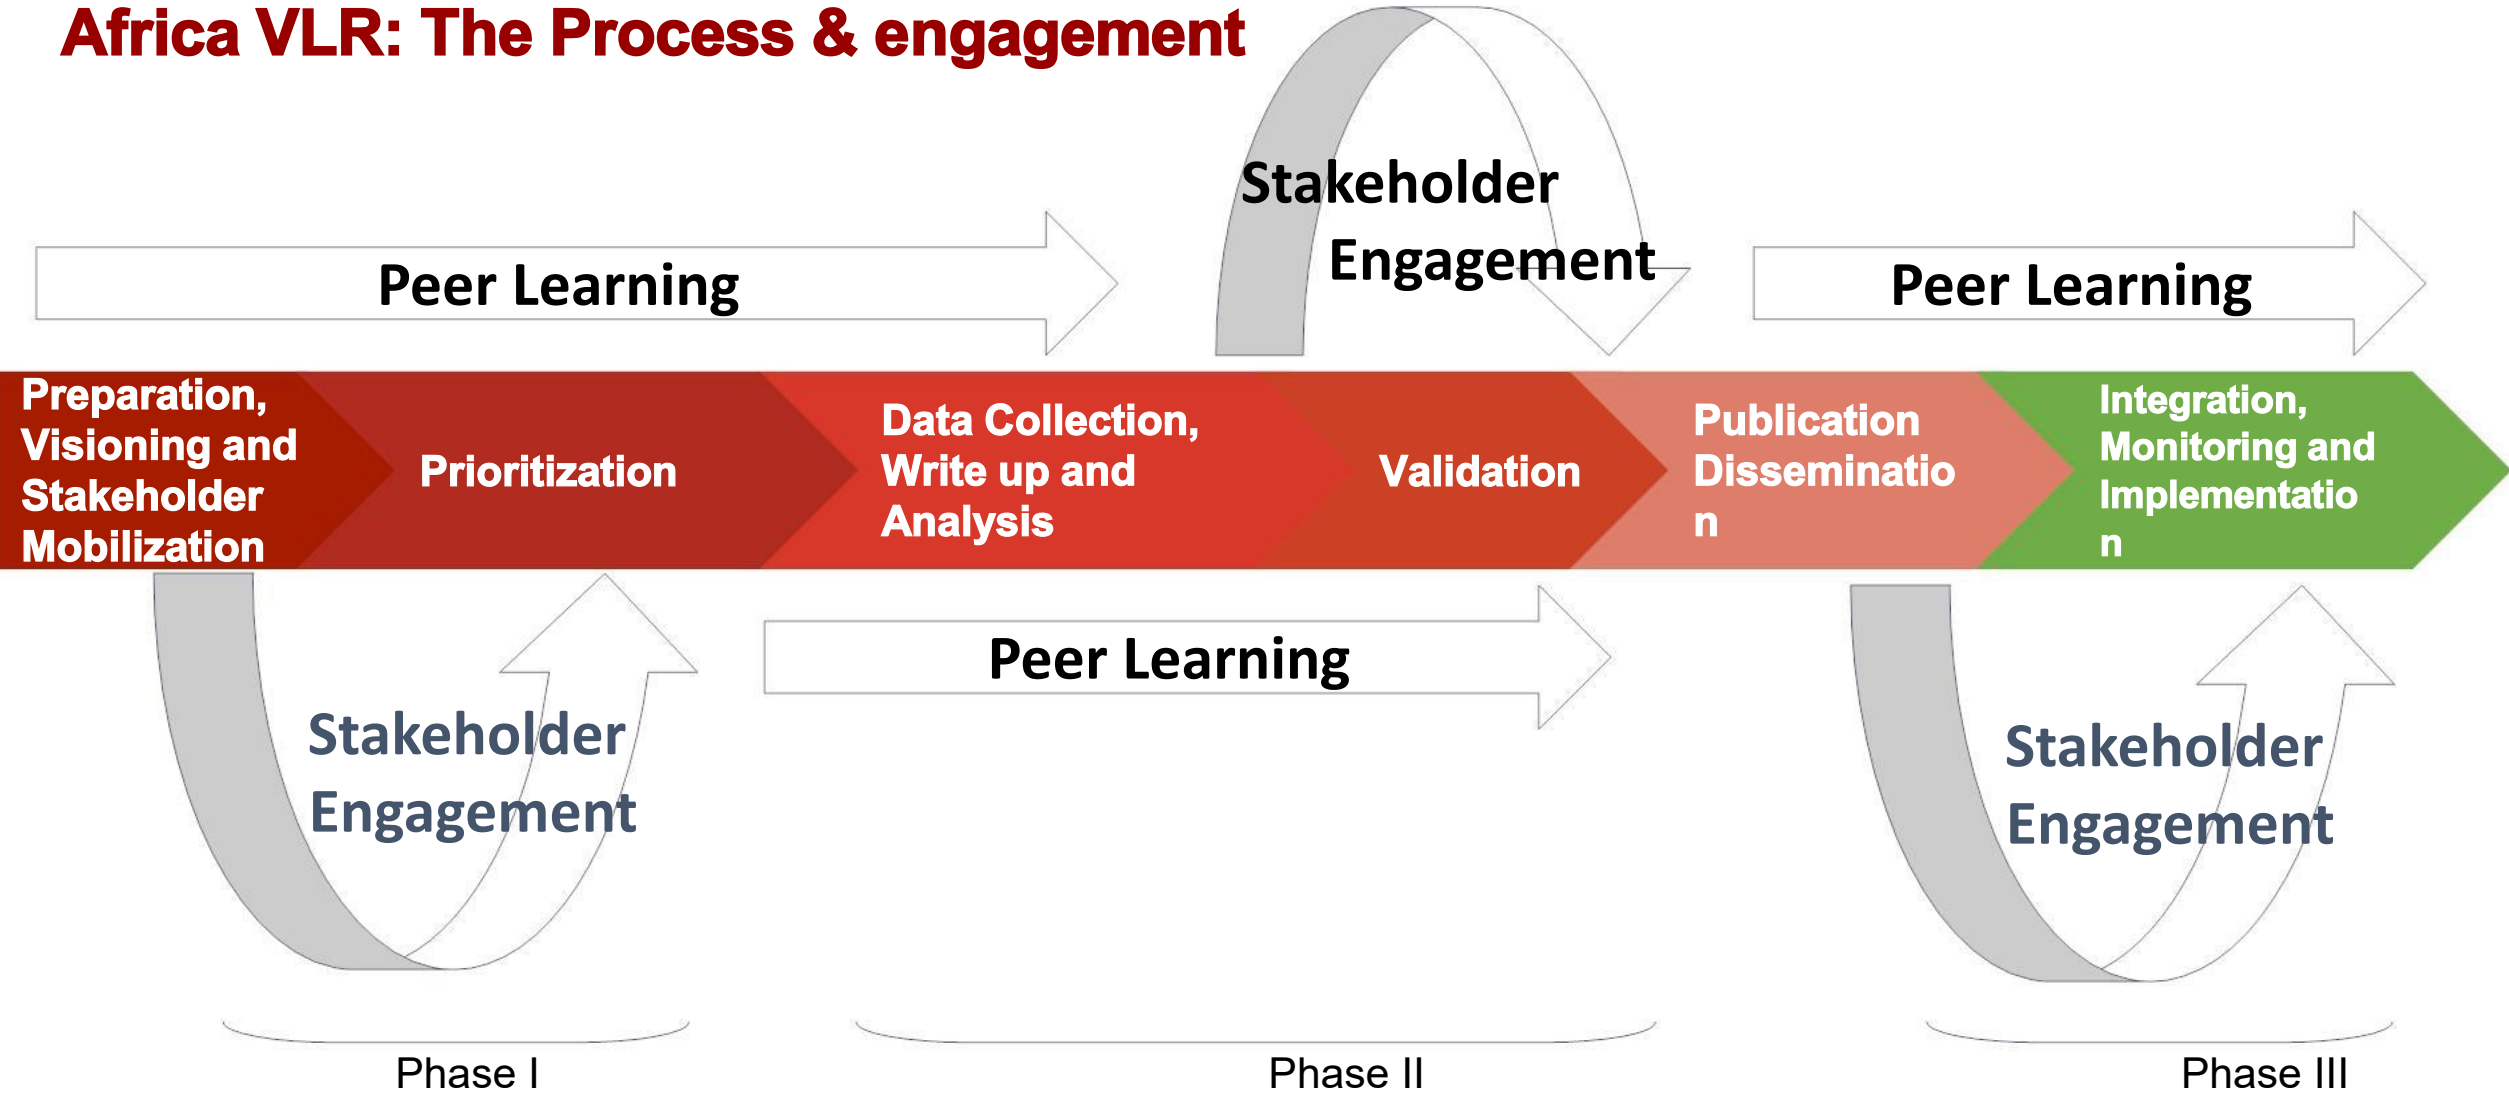 Africa VLR: The Process & engagement
Stakeholder
Engagement
Peer Learning
Peer Learning
Preparation,
Visioning and
Stakeholder
Mobilization
Prioritization
Data Collection,
Write up and
Analysis
Validation
Publication
Disseminatio
n
Integration,
Monitoring and
Implementatio
n
Peer Learning
Stakeholder
Engagement
Stakeholder
Engagement
Phase I
Phase II
Phase III